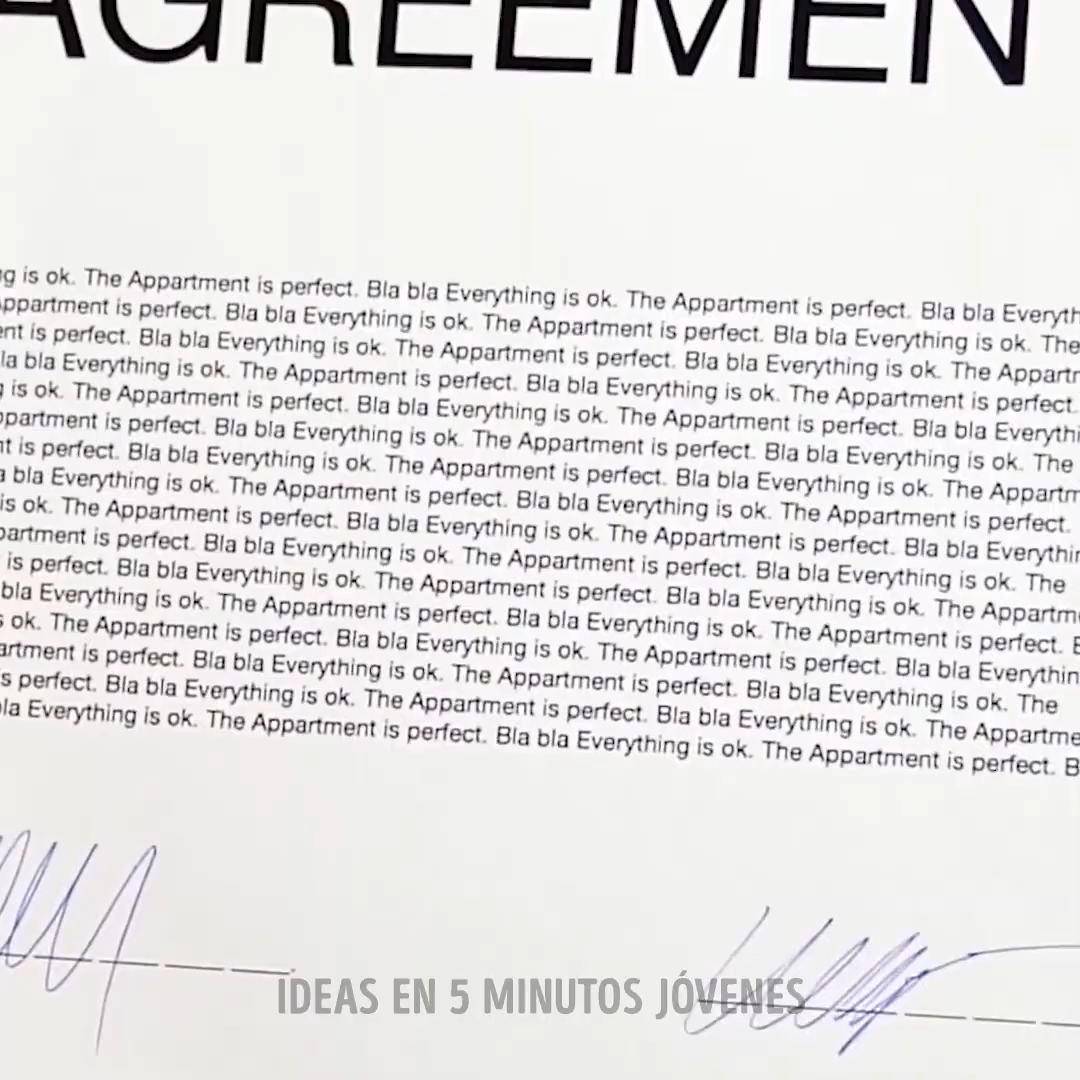 AGREEMEN
ng is ok. The Appartment is perfect. Bla bla Everything is ok. The Appartment is perfect. Bla bla Everyth
Appartment is perfect. Bla bla Everything is ok. The Appartment is perfect. Bla bla Everything is ok. The
ent is perfect. Bla bla Everything is ok. The Appartment is perfect. Bla bla Everything is ok. The Appartm
la bla Everything is ok. The Appartment is perfect. Bla bla Everything is ok. The Appartment is perfect.
g is ok. The Appartment is perfect. Bla bla Everything is ok. The Appartment is perfect. Bla bla Everythi
ppartment is perfect. Bla bla Everything is ok. The Appartment is perfect. Bla bla Everything is ok. The
nt is perfect. Bla bla Everything is ok. The Appartment is perfect. Bla bla Everything is ok. The Appartm
a bla Everything is ok. The Appartment is perfect. Bla bla Everything is ok. The Appartment is perfect.
is ok. The Appartment is perfect. Bla bla Everything is ok. The Appartment is perfect. Bla bla Everythin
partment is perfect. Bla bla Everything is ok. The Appartment is perfect. Bla bla Everything is ok. The
is perfect. Bla bla Everything is ok. The Appartment is perfect. Bla bla Everything is ok. The Appartme
bla Everything is ok. The Appartment is perfect. Bla bla Everything is ok. The Appartment is perfect. B
s ok. The Appartment is perfect. Bla bla Everything is ok. The Appartment is perfect. Bla bla Everythin
artment is perfect. Bla bla Everything is ok. The Appartment is perfect. Bla bla Everything is ok. The
s perfect. Bla bla Everything is ok. The Appartment is perfect. Bla bla Everything is ok. The Appartme
la Everything is ok. The Appartment is perfect. Bla bla Everything is ok. The Appartment is perfect. B
IDEAS EN 5 MINUTOS JÓVENES